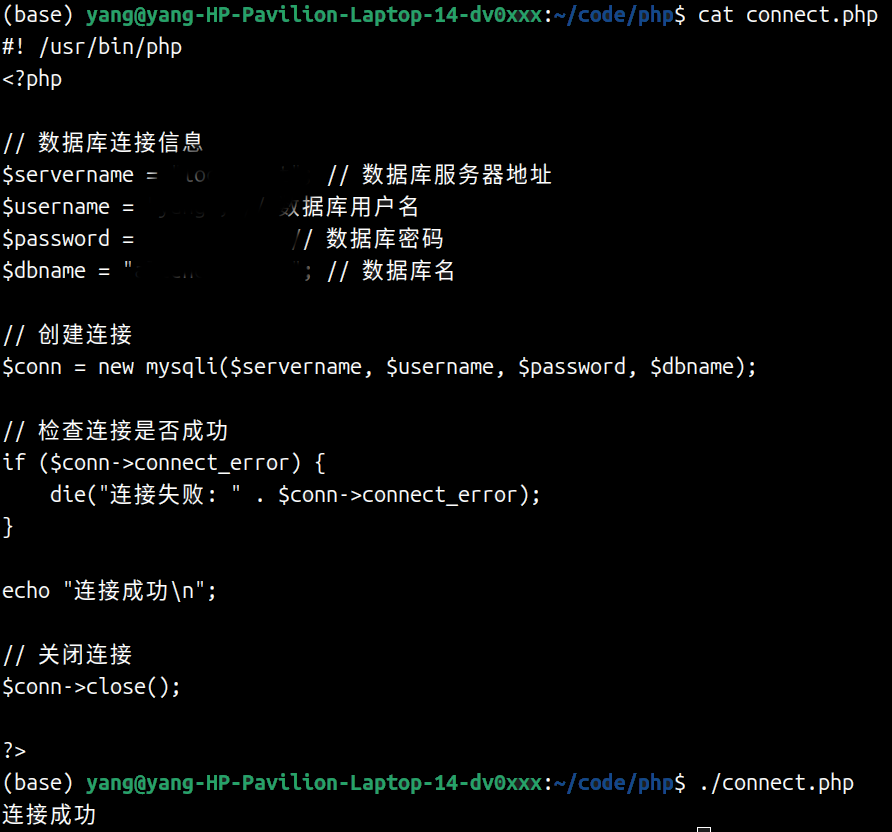 (base) yang@yang-HP-Pavilion-Laptop-14-dv0xxx:~/code/php$ cat connect.php
#! /usr/bin/php
<?php
// 数据库连接信息
$servername = // 数据库服务器地址
$username = 数据库用户名
$password = // 数据库密码
$dbname = " "; // 数据库名
// 创建连接
$conn = new mysqli($servername, $username, $password, $dbname);
// 检查连接是否成功
if ($conn->connect_error) {
    die("连接失败: " . $conn->connect_error);
}
echo "连接成功\n";
// 关闭连接
$conn->close();
?>
(base) yang@yang-HP-Pavilion-Laptop-14-dv0xxx:~/code/php$ ./connect.php
连接成功